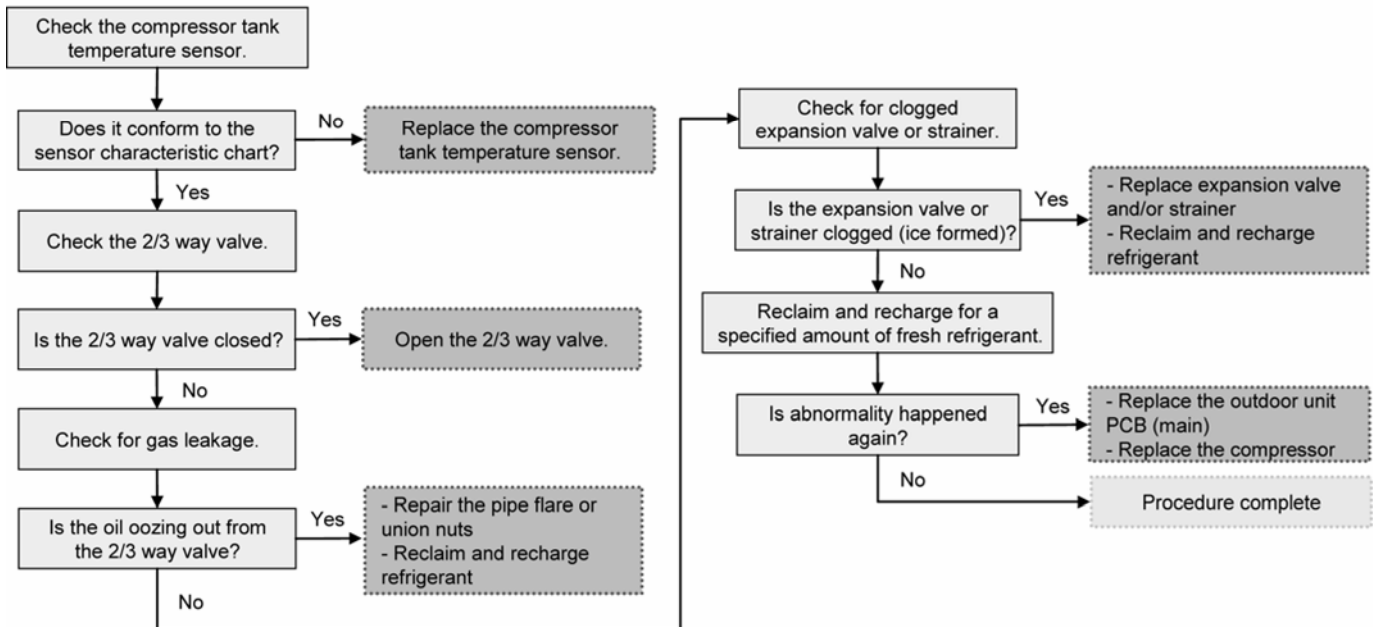 Check the compressor tank
temperature sensor.
Does it conform to the
sensor characteristic chart?
No
Replace the compressor
tank temperature sensor.
Yes
Check the 2/3 way valve.
Is the 2/3 way valve closed?
Yes
Open the 2/3 way valve.
No
Check for gas leakage.
Is the oil oozing out from
the 2/3 way valve?
Yes
- Repair the pipe flare or
union nuts
- Reclaim and recharge
refrigerant
No
Check for clogged
expansion valve or strainer.
Is the expansion valve or
strainer clogged (ice formed)?
Yes
- Replace expansion valve
and/or strainer
- Reclaim and recharge
refrigerant
No
Reclaim and recharge for a
specified amount of fresh refrigerant.
Is abnormality happened
again?
Yes
- Replace the outdoor unit
PCB (main)
- Replace the compressor
No
Procedure complete